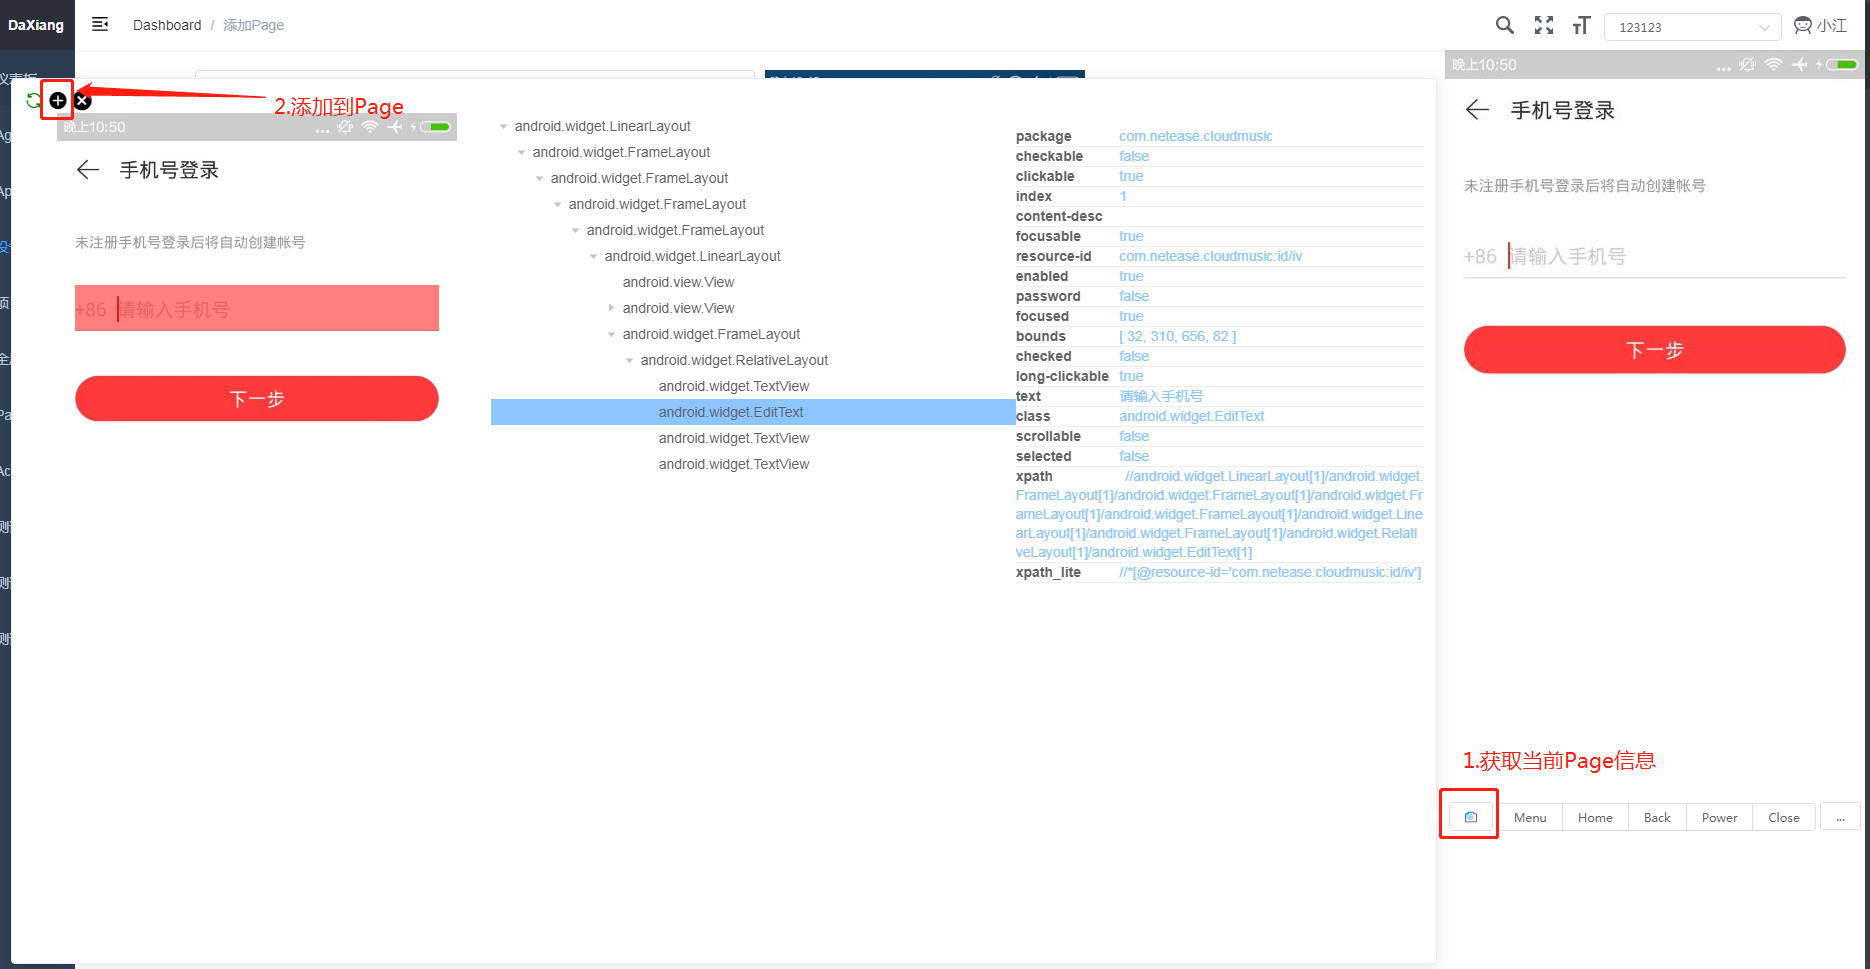 DaXiang
Dashboard / 添加Page
123123
小江
2.添加到Page
晚上10:50
手机号登录
未注册手机号登录后将自动创建帐号
+86 请输入手机号
下一步
android.widget.LinearLayout
android.widget.FrameLayout
android.widget.FrameLayout
android.widget.FrameLayout
android.widget.FrameLayout
android.widget.LinearLayout
android.view.View
android.view.View
android.widget.FrameLayout
android.widget.RelativeLayout
android.widget.TextView
android.widget.EditText
android.widget.TextView
android.widget.TextView
package com.netease.cloudmusic
checkable false
clickable true
index 1
content-desc
focusable true
resource-id com.netease.cloudmusic:id/iv
enabled true
password false
focused true
bounds [ 32, 310, 656, 82 ]
checked false
long-clickable true
text 请输入手机号
class android.widget.EditText
scrollable false
selected false
xpath //android.widget.LinearLayout[1]/android.widget.
FrameLayout[1]/android.widget.FrameLayout[1]/android.widget.Fr
ameLayout[1]/android.widget.FrameLayout[1]/android.widget.Line
arLayout[1]/android.widget.FrameLayout[1]/android.widget.Relati
veLayout[1]/android.widget.EditText[1]
xpath_lite //*[@resource-id='com.netease.cloudmusic:id/iv']
晚上10:50
手机号登录
未注册手机号登录后将自动创建帐号
+86 请输入手机号
下一步
1.获取当前Page信息
Menu Home Back Power Close ...